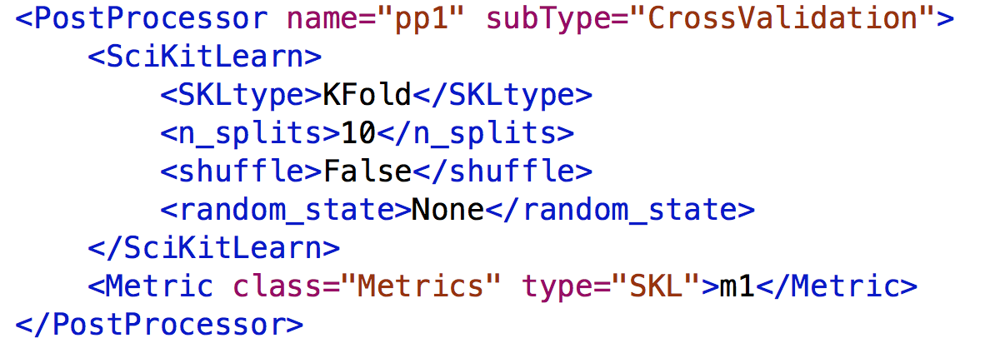 <PostProcessor name="pp1" subType="CrossValidation">
    <SciKitLearn>
        <SKLtype>KFold</SKLtype>
        <n_splits>10</n_splits>
        <shuffle>False</shuffle>
        <random_state>None</random_state>
    </SciKitLearn>
    <Metric class="Metrics" type="SKL">m1</Metric>
</PostProcessor>